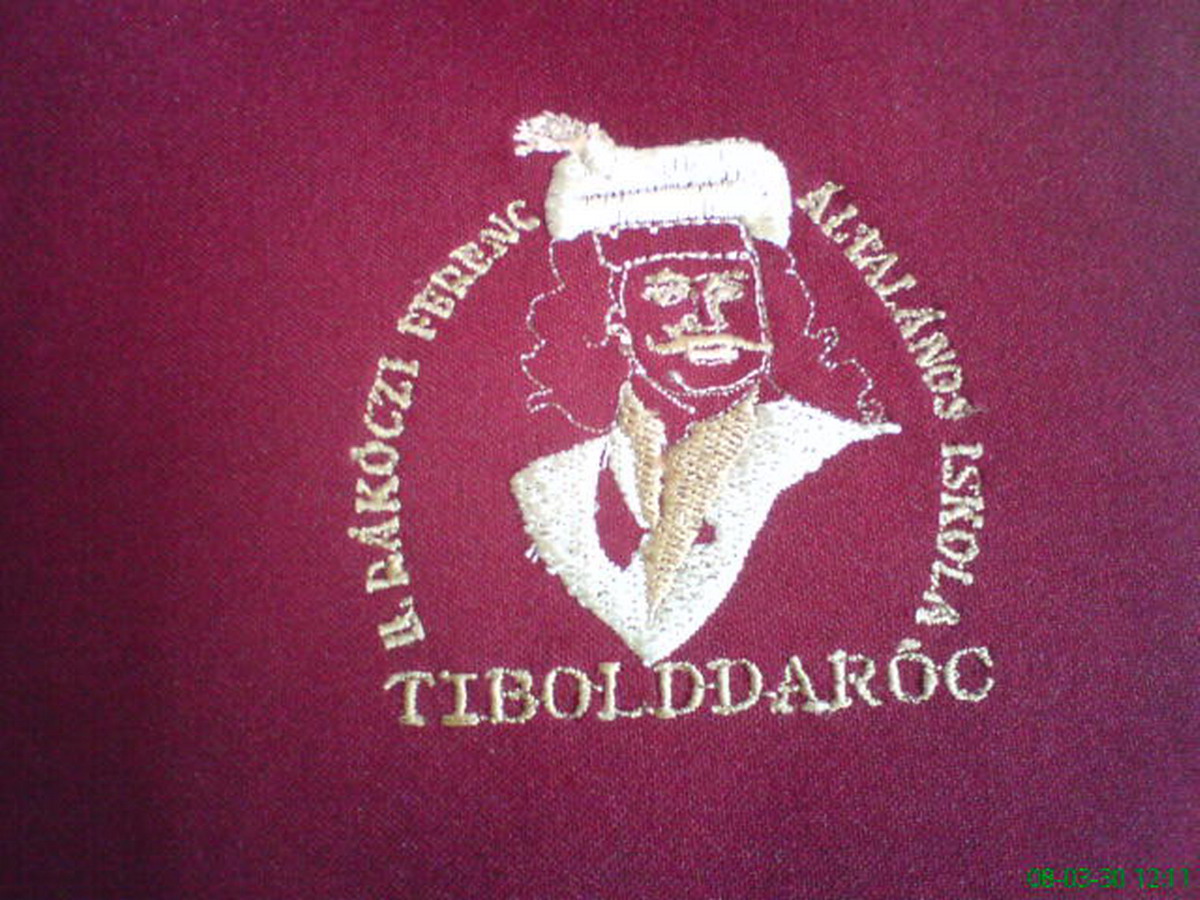 II. RÁKÓCZI FERENC ÁLTALÁNOS ISKOLA
TIBOLDDARÓC
08-03-30 12:11